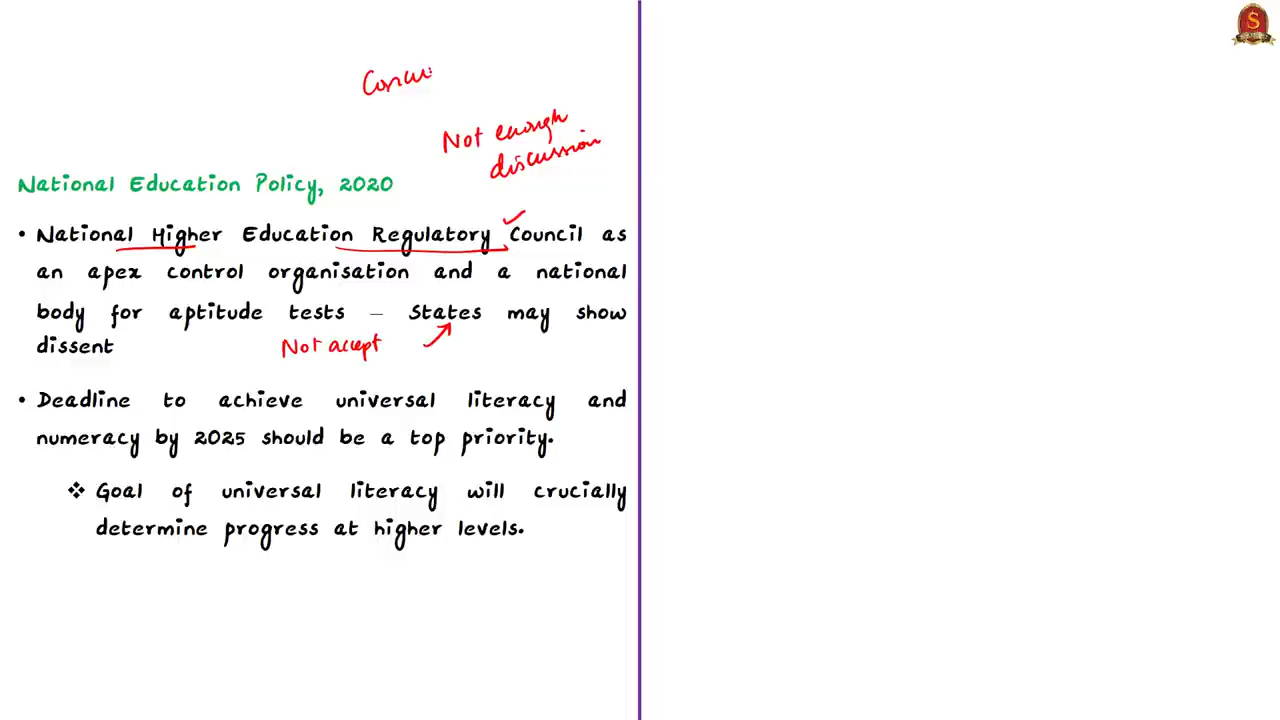 Not enough
discussion
National Education Policy, 2020
• National Higher Education Regulatory Council as
an apex control organisation and a national
body for aptitude tests – States may show
dissent
Not accept
• Deadline to achieve universal literacy and
numeracy by 2025 should be a top priority.
❖ Goal of universal literacy will crucially
determine progress at higher levels.
S